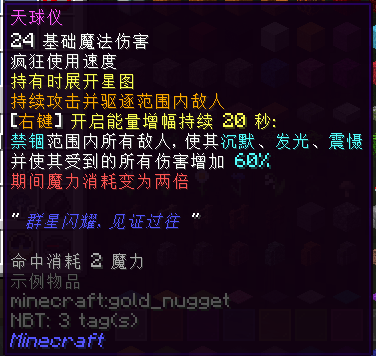 天球仪
24 基础魔法伤害
疯狂使用速度
持有时展开星图
持续攻击并驱逐范围内敌人
[右键] 开启能量增幅持续 20 秒:
禁锢范围内所有敌人, 使其沉默、发光、震慑
并使其受到的所有伤害增加 60%
期间魔力消耗变为两倍
" 群星闪耀, 见证过往 "
命中消耗 2 魔力
示例物品
minecraft:gold_nugget
NBT: 3 tag(s)
Minecraft